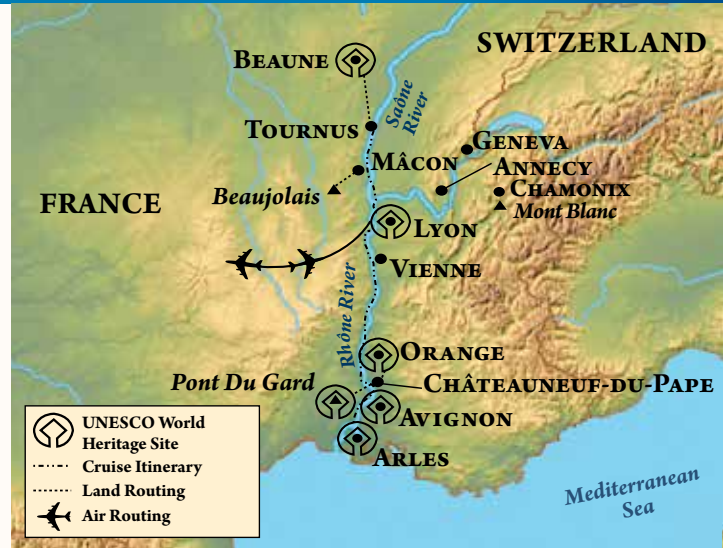 SWITZERLAND
BEAUNE
Saône
River
TOURNUS
GENEVA
MÂCON
ANNECY
Beaujolais
CHAMONIX
Mont Blanc
FRANCE
LYON
VIENNE
Rhône River
ORANGE
Pont Du Gard
CHÂTEAUNEUF-DU-PAPE
AVIGNON
ARLES
UNESCO World
Heritage Site
Cruise Itinerary
Land Routing
Air Routing
Mediterranean
Sea